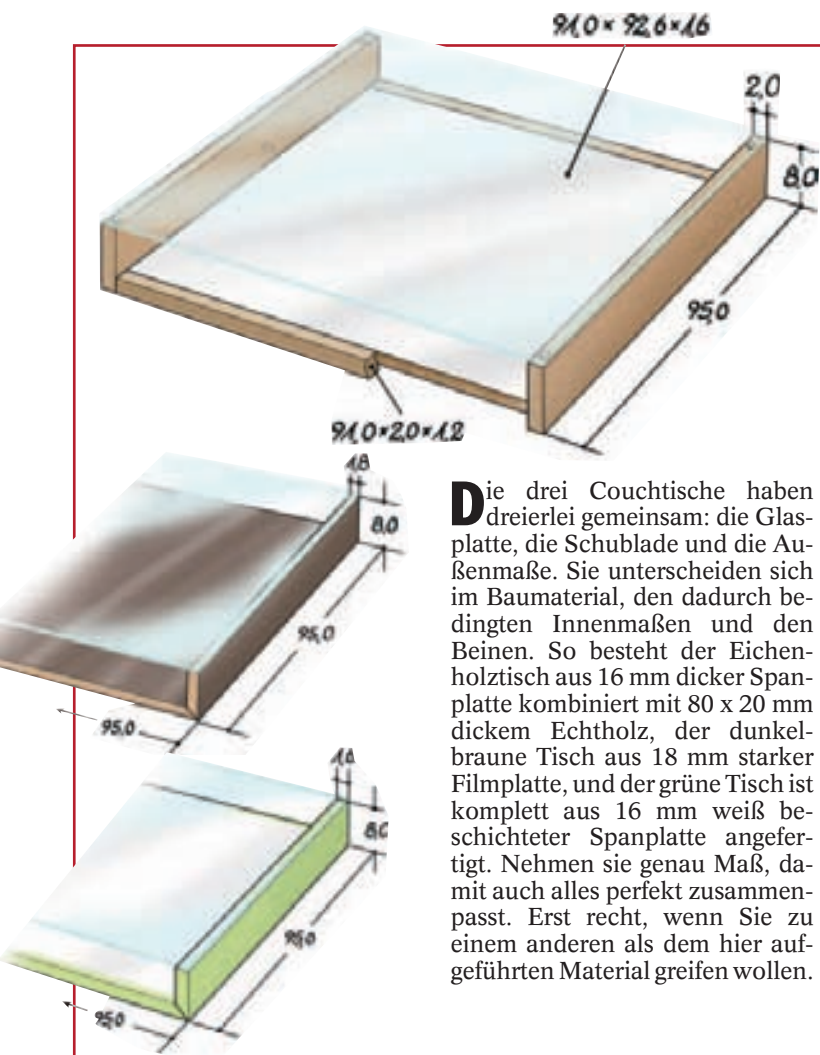 91,0 × 92,6 × 1,6
2,0
8,0
95,0
91,0 × 2,0 × 1,2
1,8
8,0
95,0
95,0
1,6
8,0
95,0
95,0
Die drei Couchtische haben
dreierlei gemeinsam: die Glas-
platte, die Schublade und die Au-
ßenmaße. Sie unterscheiden sich
im Baumaterial, den dadurch be-
dingten Innenmaßen und den
Beinen. So besteht der Eichen-
holztisch aus 16 mm dicker Span-
platte kombiniert mit 80 x 20 mm
dickem Echtholz, der dunkel-
braune Tisch aus 18 mm starker
Filmplatte, und der grüne Tisch ist
komplett aus 16 mm weiß be-
schichteter Spanplatte angefer-
tigt. Nehmen sie genau Maß, da-
mit auch alles perfekt zusammen-
passt. Erst recht, wenn Sie zu
einem anderen als dem hier auf-
geführten Material greifen wollen.